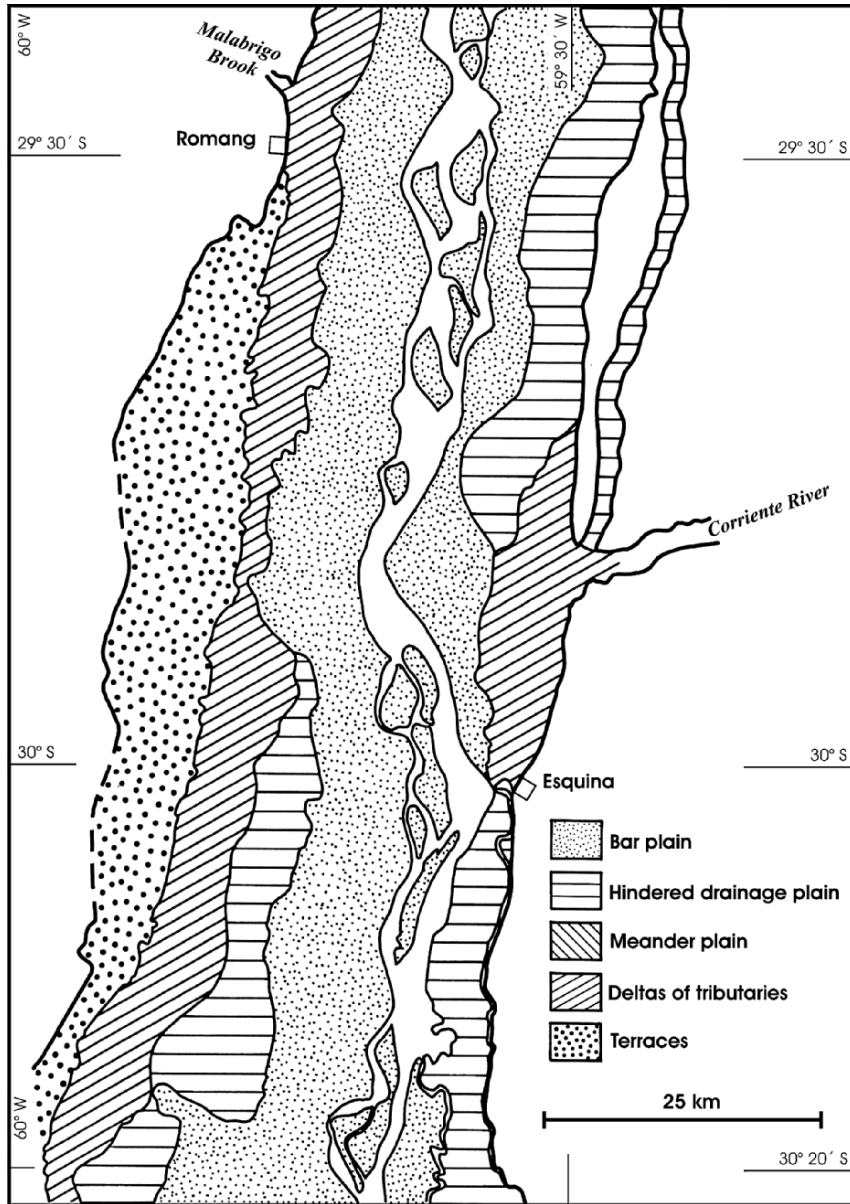 60° W
59° 30´ W
Malabrigo
Brook
Romang
29° 30´ S
29° 30´ S
Corriente River
30° S
30° S
Esquina
Bar plain
Hindered drainage plain
Meander plain
Deltas of tributaries
Terraces
25 km
60° W
30° 20´ S